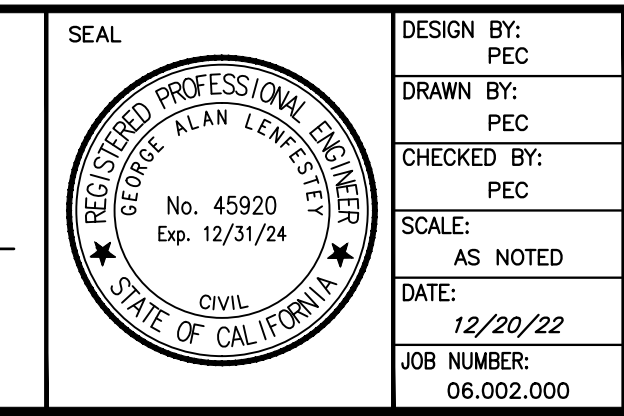 SEAL
REGISTERED PROFESSIONAL ENGINEER
GEORGE ALAN LENFESTEY
No. 45920
Exp. 12/31/24
CIVIL
STATE OF CALIFORNIA
DESIGN BY:
PEC
DRAWN BY:
PEC
CHECKED BY:
PEC
SCALE:
AS NOTED
DATE:
12/20/22
JOB NUMBER:
06.002.000